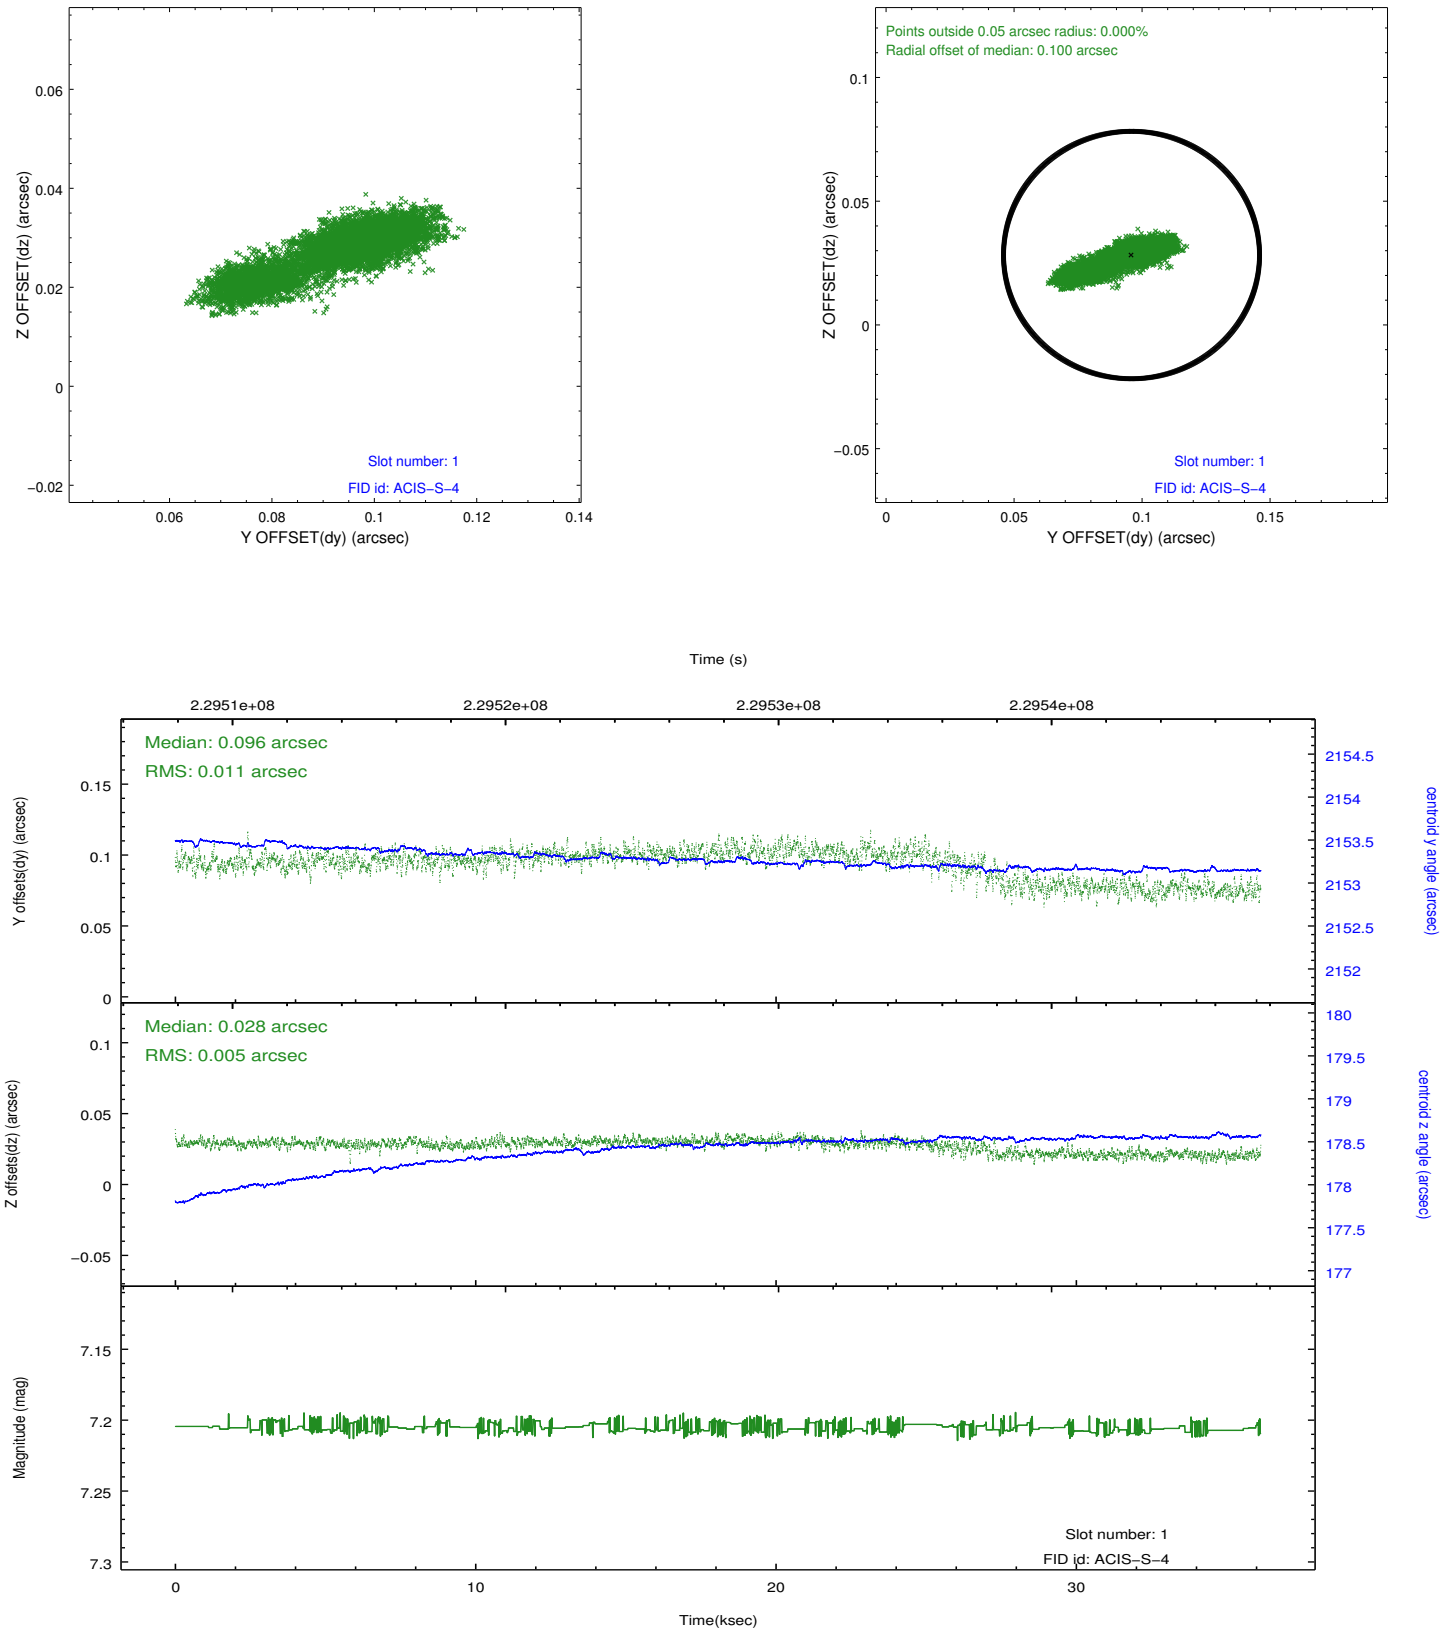 0.06
0.04
0.02
0
−0.02
Z OFFSET(dz) (arcsec)
Slot number: 1
FID id: ACIS−S−4
0.06 0.08 0.1 0.12 0.14
Y OFFSET(dy) (arcsec)
Points outside 0.05 arcsec radius: 0.000%
Radial offset of median: 0.100 arcsec
0.1
0.05
0
−0.05
Z OFFSET(dz) (arcsec)
Slot number: 1
FID id: ACIS−S−4
0 0.05 0.1 0.15
Y OFFSET(dy) (arcsec)
Time (s)
2.2951e+08 2.2952e+08 2.2953e+08 2.2954e+08
Median: 0.096 arcsec
RMS: 0.011 arcsec
0.15
0.1
0.05
0
Y offsets(dy) (arcsec)
2154.5
2154
2153.5
2153
2152.5
2152
centroid y angle (arcsec)
Median: 0.028 arcsec
RMS: 0.005 arcsec
0.1
0.05
0
−0.05
Z offsets(dz) (arcsec)
180
179.5
179
178.5
178
177.5
177
centroid z angle (arcsec)
7.15
7.2
7.25
7.3
Magnitude (mag)
Slot number: 1
FID id: ACIS−S−4
0 10 20 30
Time(ksec)